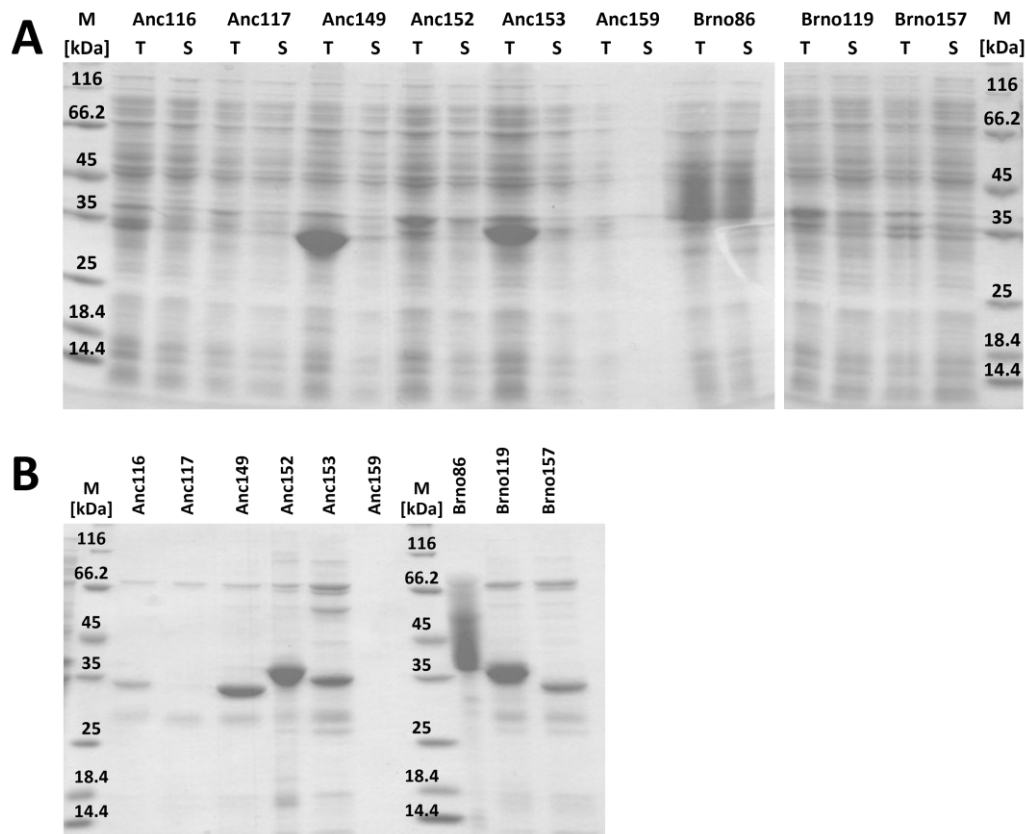 A
M Anc116 Anc117 Anc149 Anc152 Anc153 Anc159 Brno86 Brno119 Brno157 M
[kDa] T S T S T S T S T S T S T S T S T S [kDa]
116 116
66.2 66.2
45 45
35 35
25 25
18.4 18.4
14.4 14.4
B
M [kDa] Anc116 Anc117 Anc149 Anc152 Anc153 Anc159 M [kDa] Brno86 Brno119 Brno157
116 116
66.2 66.2
45 45
35 35
25 25
18.4 18.4
14.4 14.4